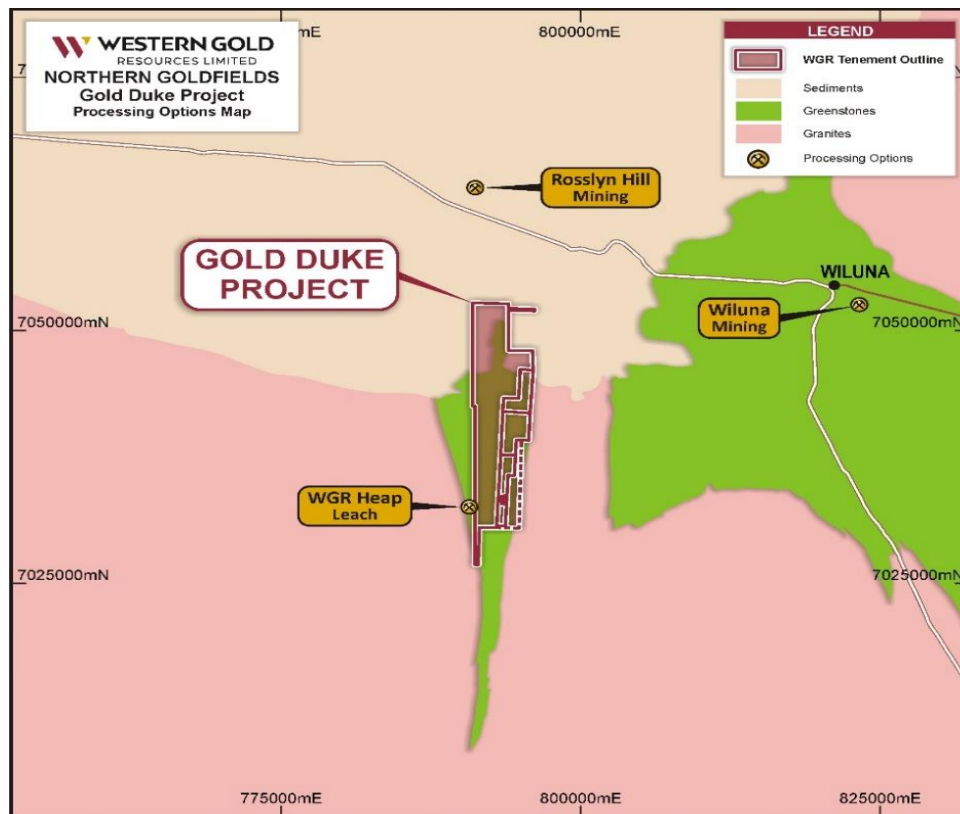 WESTERN GOLD
RESOURCES LIMITED
NORTHERN GOLDFIELDS
Gold Duke Project
Processing Options Map
mE
800000mE
LEGEND
WGR Tenement Outline
Sediments
Greenstones
Granites
Processing Options
Rosslyn Hill
Mining
GOLD DUKE
PROJECT
WILUNA
Wiluna
Mining
7050000mN
7050000mN
WGR Heap
Leach
7025000mN
7025000mN
775000mE
800000mE
825000mE